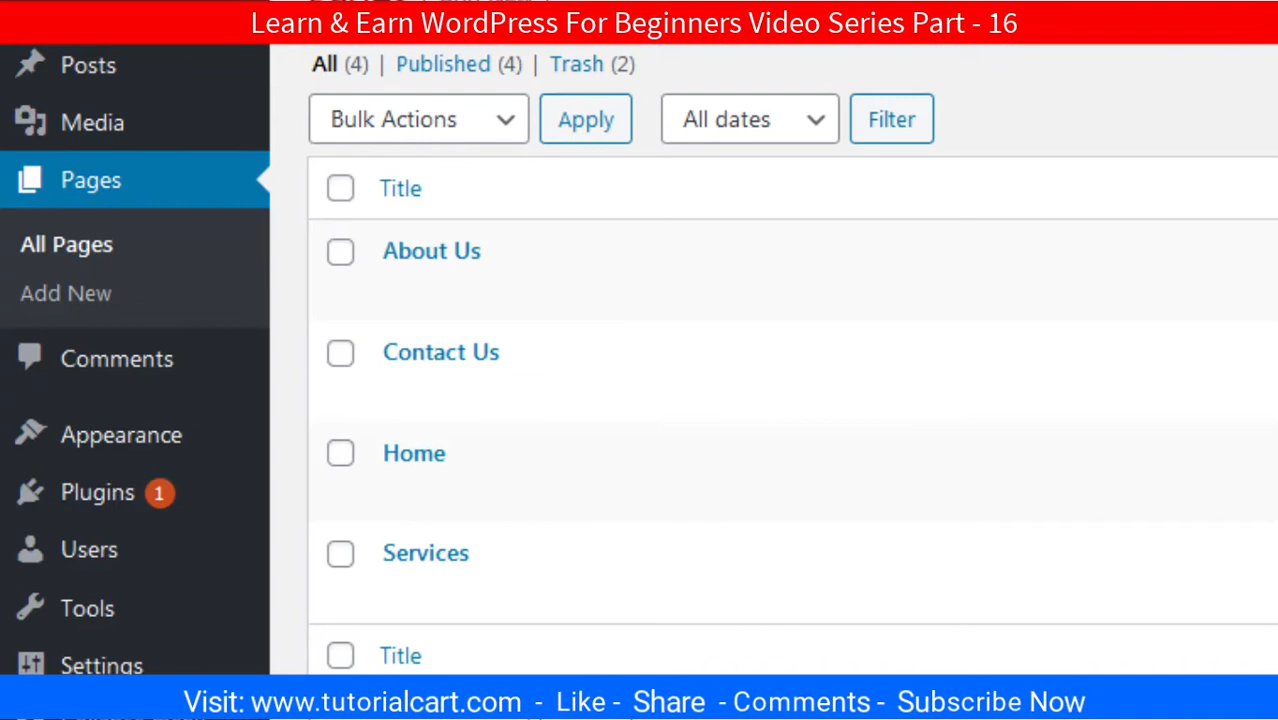 Learn & Earn WordPress For Beginners Video Series Part - 16
Posts
Media
Pages
All Pages
Add New
Comments
Appearance
Plugins 1
Users
Tools
Settings
All (4) | Published (4) | Trash (2)
Bulk Actions Apply All dates Filter
Title
About Us
Contact Us
Home
Services
Title
Visit: www.tutorialcart.com - Like - Share - Comments - Subscribe Now